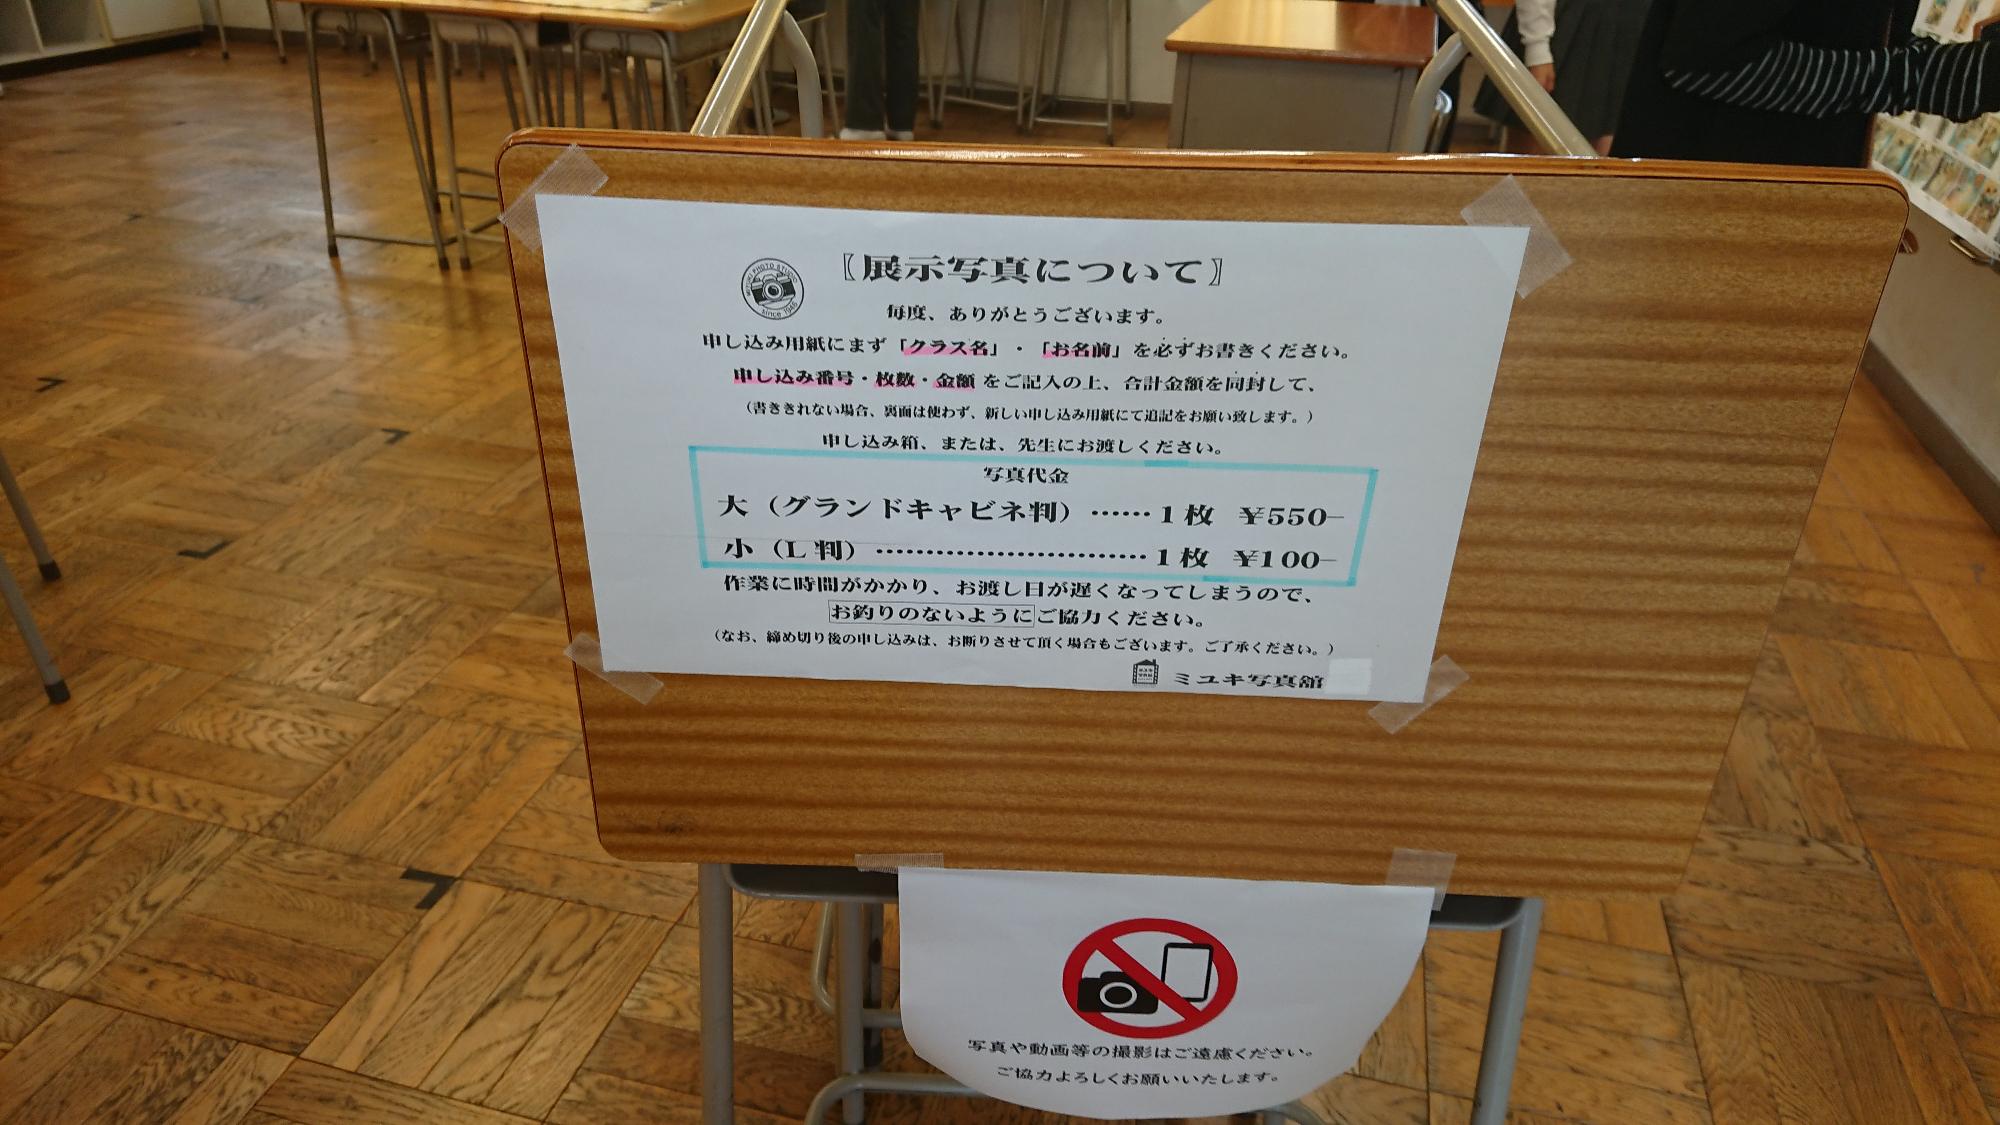 〖展示写真について〗
MIYUKI PHOTO STUDIO
since 1946
毎度、ありがとうございます。
申し込み用紙にまず「クラス名」・「お名前」を必ずお書きください。
申し込み番号・枚数・金額 をご記入の上、合計金額を同封して、
(書ききれない場合、裏面は使わず、新しい申し込み用紙にて追記をお願い致します。)
申し込み箱、または、先生にお渡しください。
写真代金
大(グランドキャビネ判)……1枚 ¥550-
小(L判)…………………………1枚 ¥100-
作業に時間がかかり、お渡し日が遅くなってしまうので、
お釣りのないようにご協力ください。
(なお、締め切り後の申し込みは、お断りさせて頂く場合もございます。ご了承ください。)
ミユキ写真舘
写真や動画等の撮影はご遠慮ください。
ご協力よろしくお願いいたします。